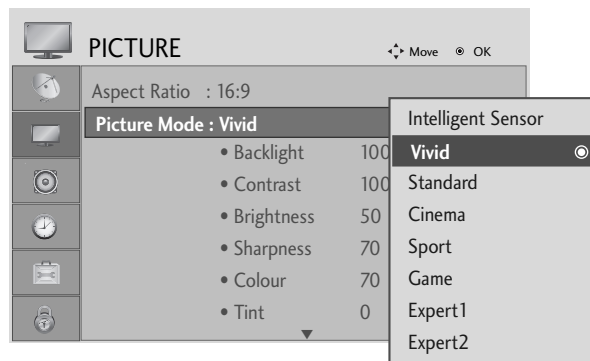 PICTURE
Move OK
Aspect Ratio : 16:9
Picture Mode : Vivid
• Backlight 100
• Contrast 100
• Brightness 50
• Sharpness 70
• Colour 70
• Tint 0
Intelligent Sensor
Vivid
Standard
Cinema
Sport
Game
Expert1
Expert2